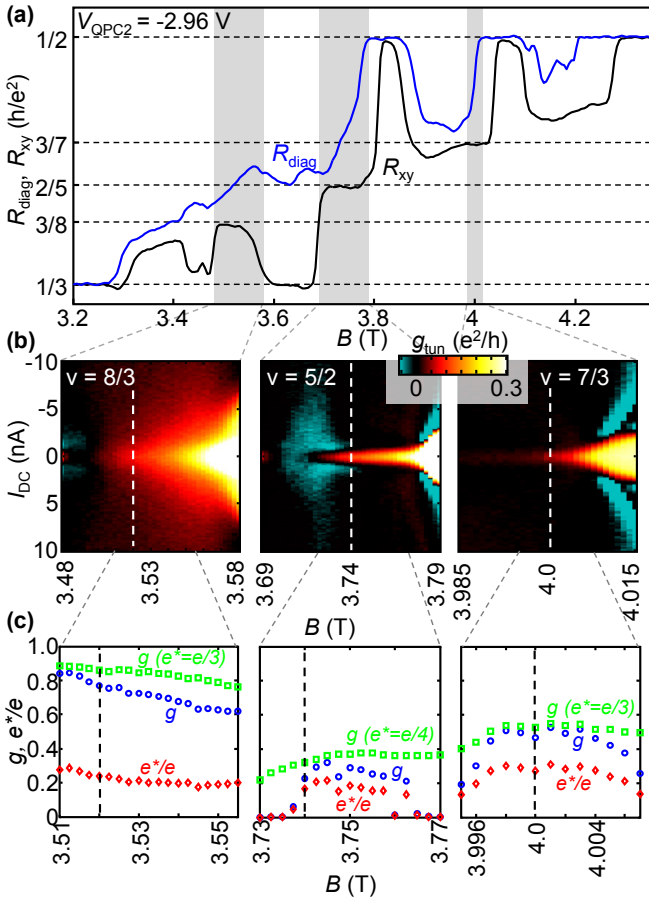 (a)
V_QPC2 = -2.96 V
R_diag, R_xy (h/e²)
1/2
3/7
2/5
3/8
1/3
R_diag
R_xy
3.2 3.4 3.6 3.8 4 4.2
B (T)
(b)
g_tun (e²/h)
0 0.3
ν = 8/3 ν = 5/2 ν = 7/3
I_DC (nA)
-10
-5
0
5
10
3.48 3.53 3.58 3.69 3.74 3.79 3.985 4.0 4.015
B (T)
(c)
g, e*/e
1.0
0.8
0.6
0.4
0.2
0
g (e*=e/3)
g
e*/e
g (e*=e/4)
g
e*/e
g (e*=e/3)
g
e*/e
3.51 3.53 3.55 3.73 3.75 3.77 3.996 4.0 4.004
B (T)